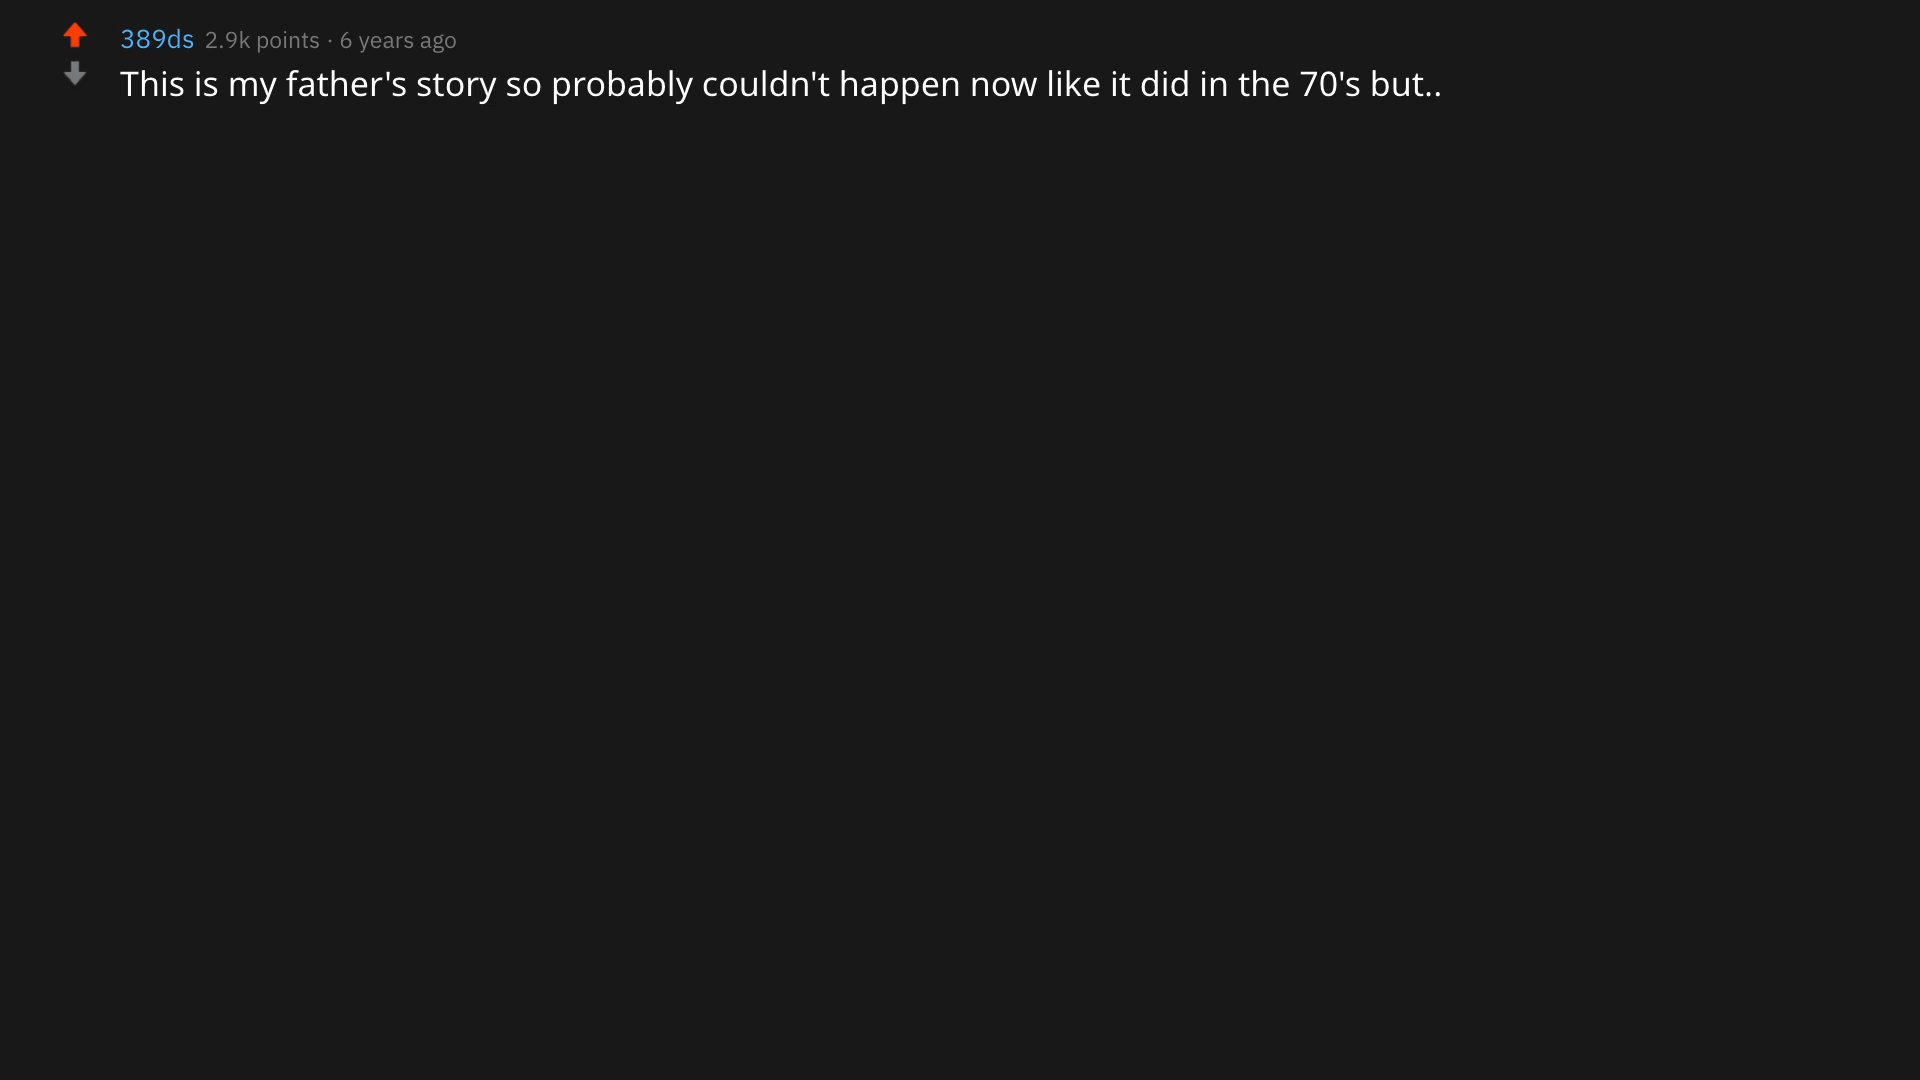 389ds 2.9k points · 6 years ago
This is my father's story so probably couldn't happen now like it did in the 70's but..